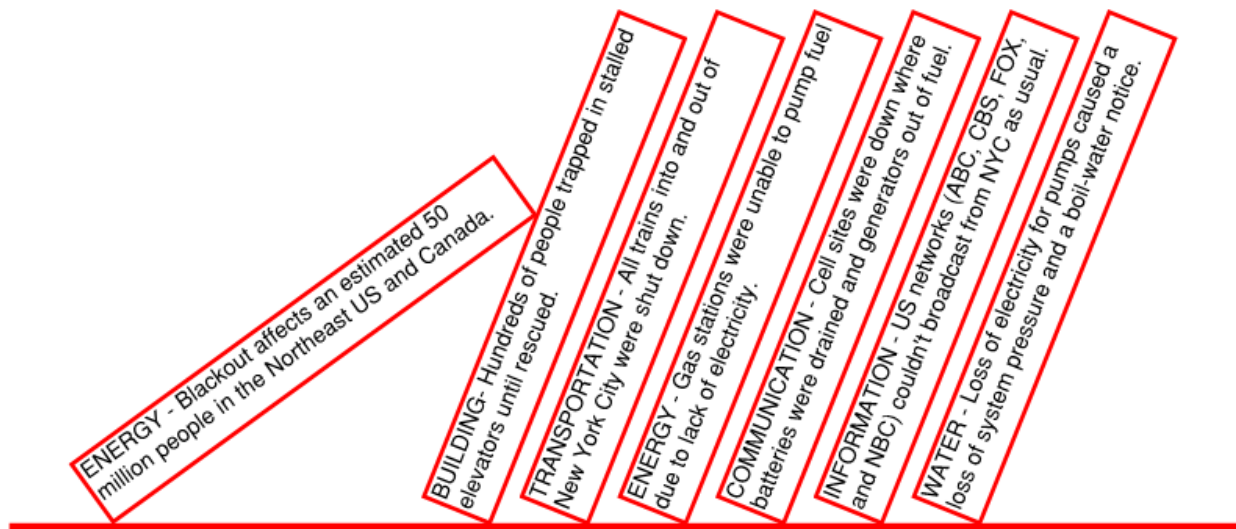 ENERGY - Blackout affects an estimated 50
million people in the Northeast US and Canada.
BUILDING- Hundreds of people trapped in stalled
elevators until rescued.
TRANSPORTATION - All trains into and out of
New York City were shut down.
ENERGY - Gas stations were unable to pump fuel
due to lack of electricity.
COMMUNICATION - Cell sites were down where
batteries were drained and generators out of fuel.
INFORMATION - US networks (ABC, CBS, FOX,
and NBC) couldn't broadcast from NYC as usual.
WATER - Loss of electricity for pumps caused a
loss of system pressure and a boil-water notice.